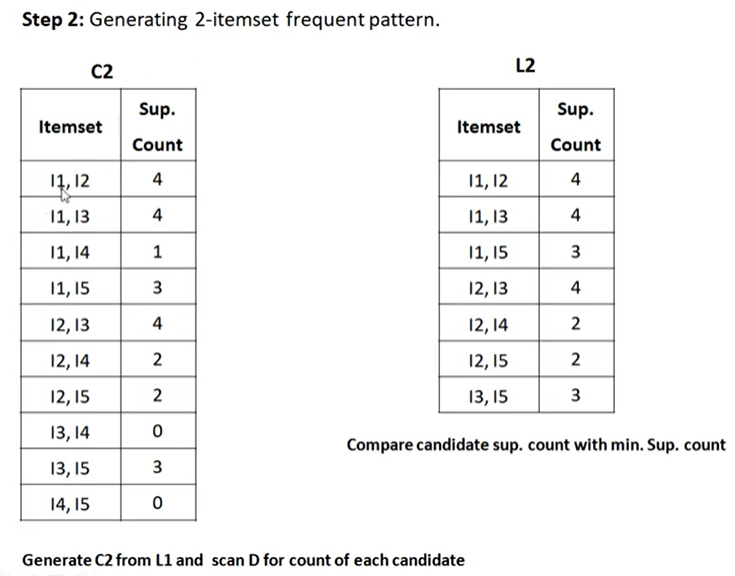 Step 2: Generating 2-itemset frequent pattern.
C2
Itemset Sup. Count
I1, I2 4
I1, I3 4
I1, I4 1
I1, I5 3
I2, I3 4
I2, I4 2
I2, I5 2
I3, I4 0
I3, I5 3
I4, I5 0
Generate C2 from L1 and scan D for count of each candidate
L2
Itemset Sup. Count
I1, I2 4
I1, I3 4
I1, I5 3
I2, I3 4
I2, I4 2
I2, I5 2
I3, I5 3
Compare candidate sup. count with min. Sup. count